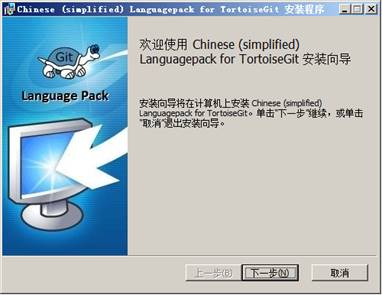 Chinese (simplified) Languagepack for TortoiseGit 安装程序
Git
Language Pack
欢迎使用 Chinese (simplified)
Languagepack for TortoiseGit 安装向导
安装向导将在计算机上安装 Chinese (simplified)
Languagepack for TortoiseGit。单击"下一步"继续，或单击
"取消"退出安装向导。
上一步(B)
下一步(N)
取消